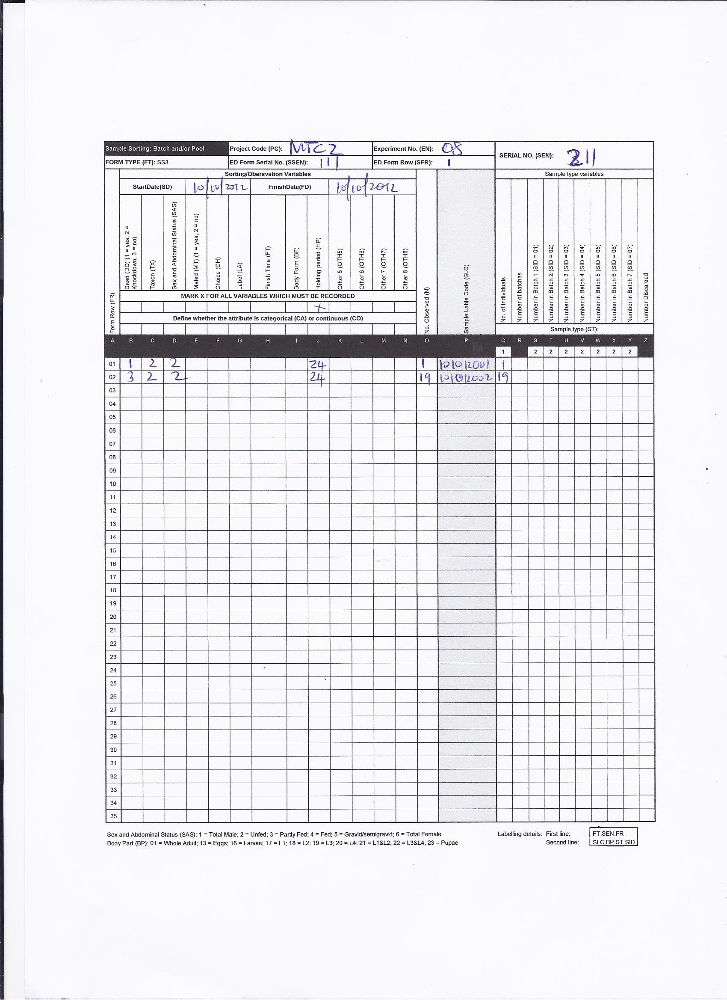 Sample Sorting: Batch and/or Pool
Project Code (PC): MTC2
Experiment No. (EN): 08
SERIAL NO. (SEN): 211
FORM TYPE (FT): SS3
ED Form Serial No. (SSEN): 111
ED Form Row (SFR): 1
Sorting/Obersvation Variables
Sample type variables
StartDate(SD) 10/10/2012 FinishDate(FD) 10/10/2012
Form Row (FR)
Dead (DD) (1 = yes, 2 =
Knockdown, 3 = no)
Taxon (TX)
Sex and Abdominal Status (SAS)
Mated (MT) (1 = yes, 2 = no)
Choice (CH)
Label (LA)
Finish Time (FT)
Body Form (BF)
Holding period (HP)
Other 5 (OTH5)
Other 6 (OTH6)
Other 7 (OTH7)
Other 8 (OTH8)
No. Observed (N)
Sample Lable Code (SLC)
No. of Individuals
Number of batches
Number in Batch 1 (SID = 01)
Number in Batch 2 (SID = 02)
Number in Batch 3 (SID = 03)
Number in Batch 4 (SID = 04)
Number in Batch 5 (SID = 05)
Number in Batch 6 (SID = 06)
Number in Batch 7 (SID = 07)
Number Discarded
MARK X FOR ALL VARIABLES WHICH MUST BE RECORDED
X
Define whether the attribute is categorical (CA) or continuous (CO)
Sample type (ST):
A B C D E F G H I J K L M N O P Q R S T U V W X Y Z
1 2 2 2 2 2 2 2
01 1 2 2 24 1 101012001 1
02 3 2 2 24 19 101012002 19
03
04
05
06
07
08
09
10
11
12
13
14
15
16
17
18
19
20
21
22
23
24
25
26
27
28
29
30
31
32
33
34
35
Sex and Abdominal Status (SAS): 1 = Total Male; 2 = Unfed; 3 = Partly Fed; 4 = Fed; 5 = Gravid/semigravid; 6 = Total Female
Body Part (BP): 01 = Whole Adult; 13 = Eggs; 16 = Larvae; 17 = L1; 18 = L2; 19 = L3; 20 = L4; 21 = L1&L2; 22 = L3&L4; 23 = Pupae
Labelling details: First line: FT.SEN.FR
Second line: SLC.BP.ST.SID